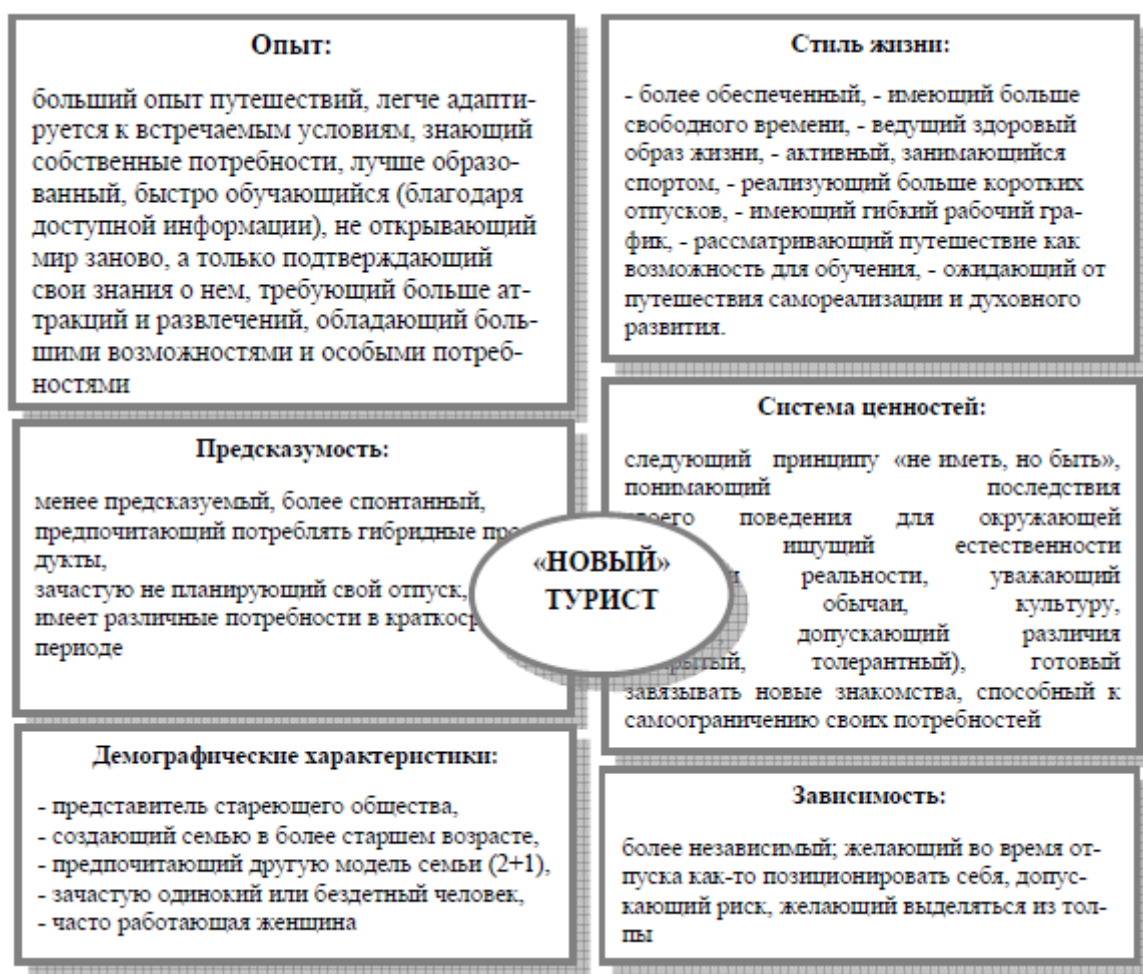 Опыт:
больший опыт путешествий, легче адапти-
руется к встречаемым условиям, знающий
собственные потребности, лучше образо-
ванный, быстро обучающийся (благодаря
доступной информации), не открывающий
мир заново, а только подтверждающий
свои знания о нем, требующий больше ат-
тракций и развлечений, обладающий боль-
шими возможностями и особыми потреб-
ностями
Стиль жизни:
- более обеспеченный, - имеющий больше
свободного времени, - ведущий здоровый
образ жизни, - активный, занимающийся
спортом, - реализующий больше коротких
отпусков, - имеющий гибкий рабочий гра-
фик, - рассматривающий путешествие как
возможность для обучения, - ожидающий от
путешествия самореализации и духовного
развития.
Предсказумость:
менее предсказуемый, более спонтанный,
предпочитающий потреблять гибридные про-
дукты,
зачастую не планирующий свой отпуск,
имеет различные потребности в
периоде
Система ценностей:
следующий принципу «не иметь, но быть»,
понимающий последствия
своего поведения для окружающей
ищущий естественности
реальности, уважающий
обычаи, культуру,
допускающий различия
толерантный), готовый
завязывать новые знакомства, способный к
самоограничению своих потребностей
«НОВЫЙ»
ТУРИСТ
Демографические характеристики:
- представитель стареющего общества,
- создающий семью в более старшем возрасте,
- предпочитающий другую модель семьи (2+1),
- зачастую одинокий или бездетный человек,
- часто работающая женщина
Зависимость:
более независимый; желающий во время от-
пуска как-то позиционировать себя, допус-
кающий риск, желающий выделяться из тол-
пы